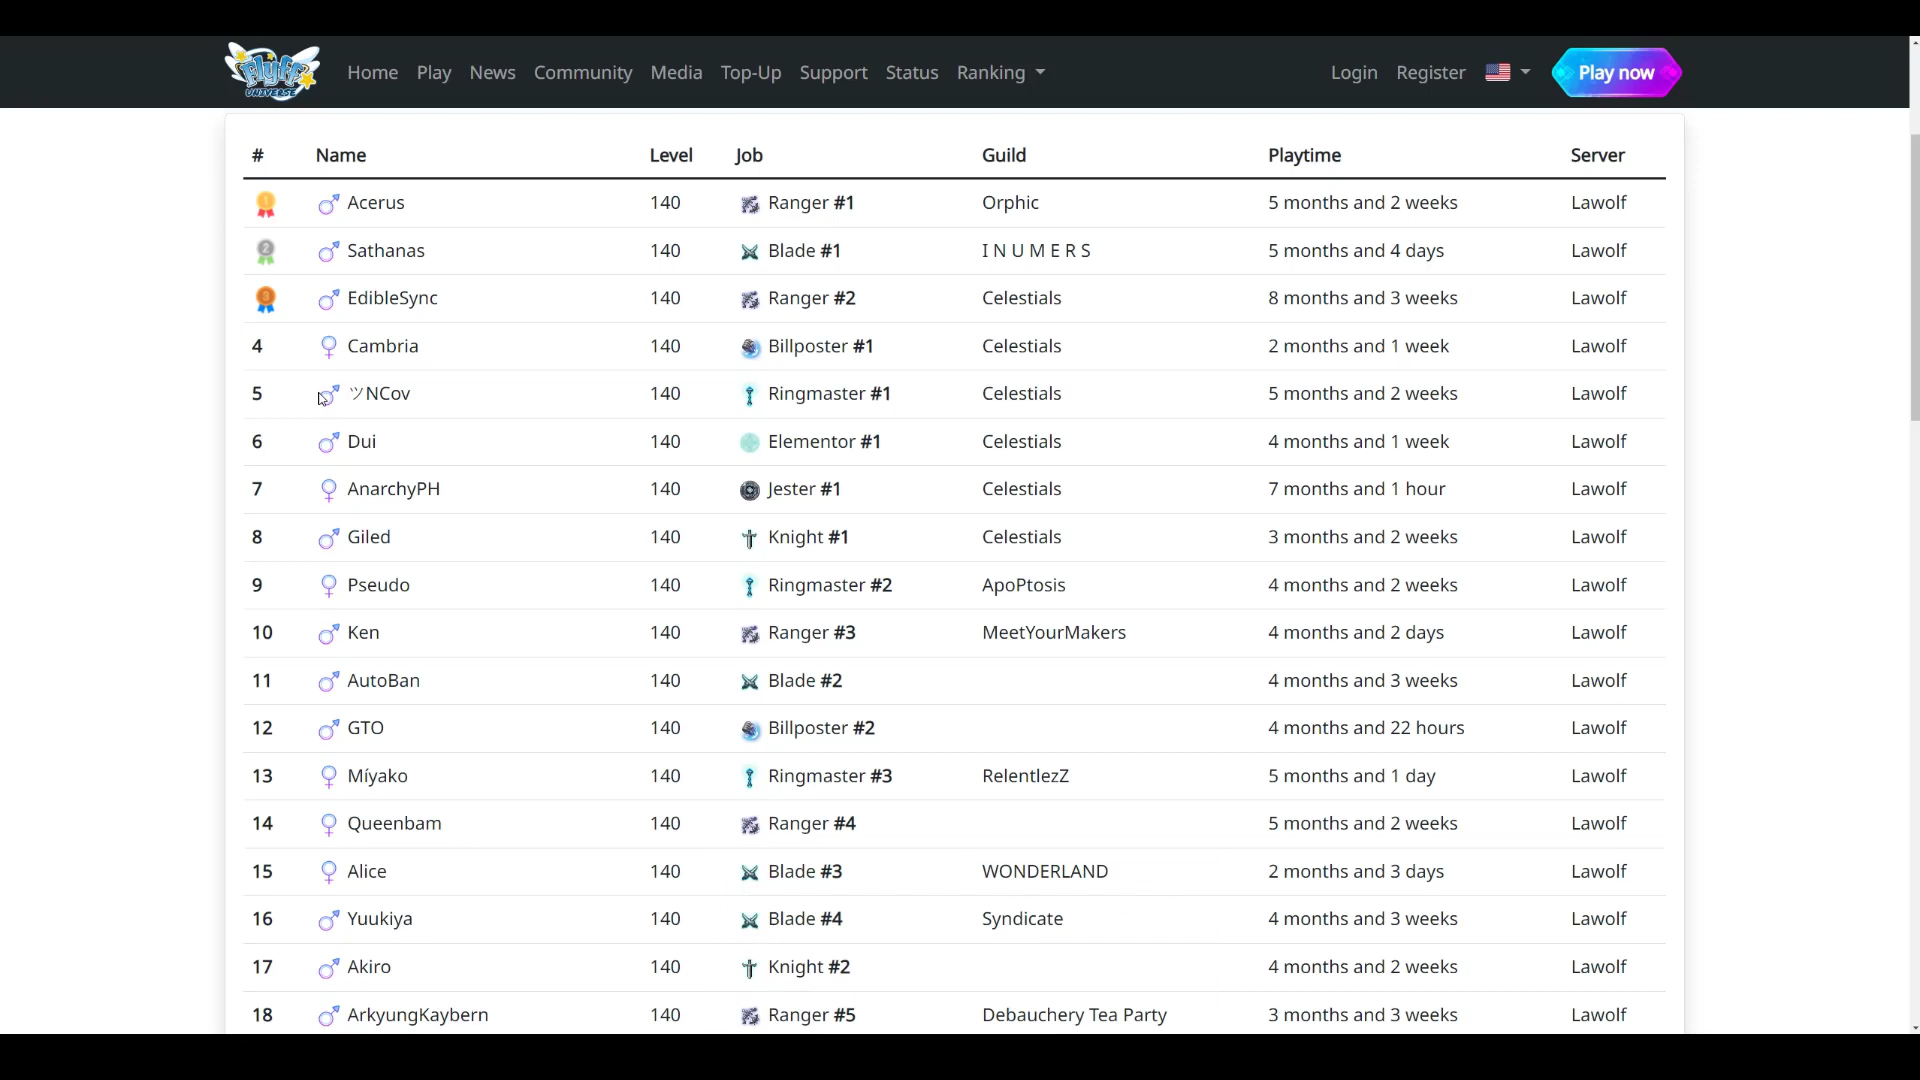 Flyff UNIVERSE Home Play News Community Media Top-Up Support Status Ranking Login Register Play now
# Name Level Job Guild Playtime Server
1 Acerus 140 Ranger #1 Orphic 5 months and 2 weeks Lawolf
2 Sathanas 140 Blade #1 I N U M E R S 5 months and 4 days Lawolf
3 EdibleSync 140 Ranger #2 Celestials 8 months and 3 weeks Lawolf
4 Cambria 140 Billposter #1 Celestials 2 months and 1 week Lawolf
5 ツNCov 140 Ringmaster #1 Celestials 5 months and 2 weeks Lawolf
6 Dui 140 Elementor #1 Celestials 4 months and 1 week Lawolf
7 AnarchyPH 140 Jester #1 Celestials 7 months and 1 hour Lawolf
8 Giled 140 Knight #1 Celestials 3 months and 2 weeks Lawolf
9 Pseudo 140 Ringmaster #2 ApoPtosis 4 months and 2 weeks Lawolf
10 Ken 140 Ranger #3 MeetYourMakers 4 months and 2 days Lawolf
11 AutoBan 140 Blade #2 4 months and 3 weeks Lawolf
12 GTO 140 Billposter #2 4 months and 22 hours Lawolf
13 Míyako 140 Ringmaster #3 RelentlezZ 5 months and 1 day Lawolf
14 Queenbam 140 Ranger #4 5 months and 2 weeks Lawolf
15 Alice 140 Blade #3 WONDERLAND 2 months and 3 days Lawolf
16 Yuukiya 140 Blade #4 Syndicate 4 months and 3 weeks Lawolf
17 Akiro 140 Knight #2 4 months and 2 weeks Lawolf
18 ArkyungKaybern 140 Ranger #5 Debauchery Tea Party 3 months and 3 weeks Lawolf